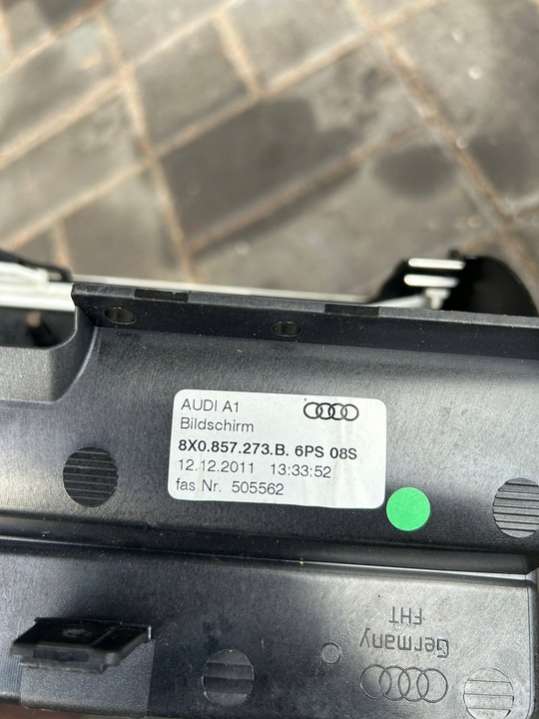 AUDI A1
Bildschirm
8X0.857.273.B. 6PS 08S
12.12.2011 13:33:52
fas Nr. 505562
Germany
FHT